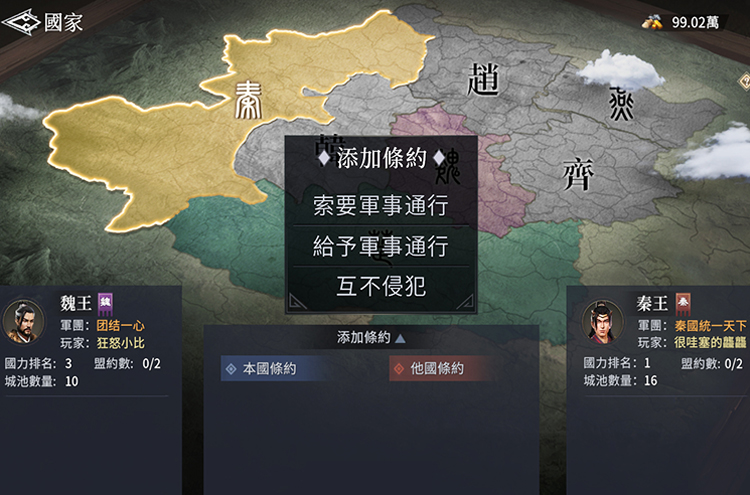 國家
99.02萬
秦
趙
燕
魏
齊
添加條約
索要軍事通行
給予軍事通行
互不侵犯
魏王 魏
軍團：团结一心
玩家：狂怒小比
國力排名：3 盟約數：0/2
城池數量：10
添加條約
本國條約 他國條約
秦王 秦
軍團：秦國統一天下
玩家：很哇塞的龘龘
國力排名：1 盟約數：0/2
城池數量：16